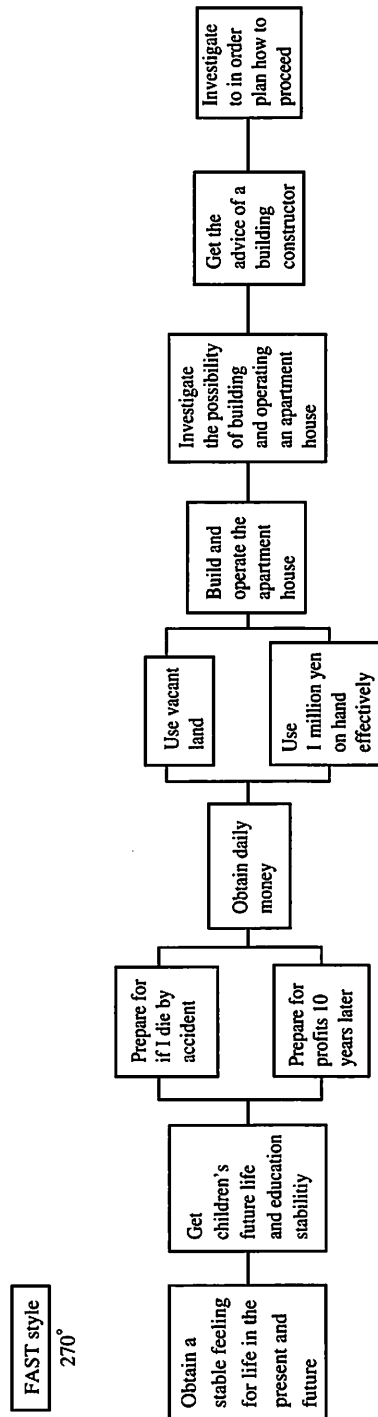 FAST style
270°
Obtain a
stable feeling
for life in the
present and
future
Get
children's
future life
and education
stabilitiy
Prepare for
if I die by
accident
Prepare for
profits 10
years later
Obtain daily
money
Use vacant
land
Use
1 million yen
on hand
effectively
Build and
operate the
apartment
house
Investigate
the possibility
of building
and operating
an apartment
house
Get the
advice of a
building
constructor
Investigate
to in order
plan how to
proceed